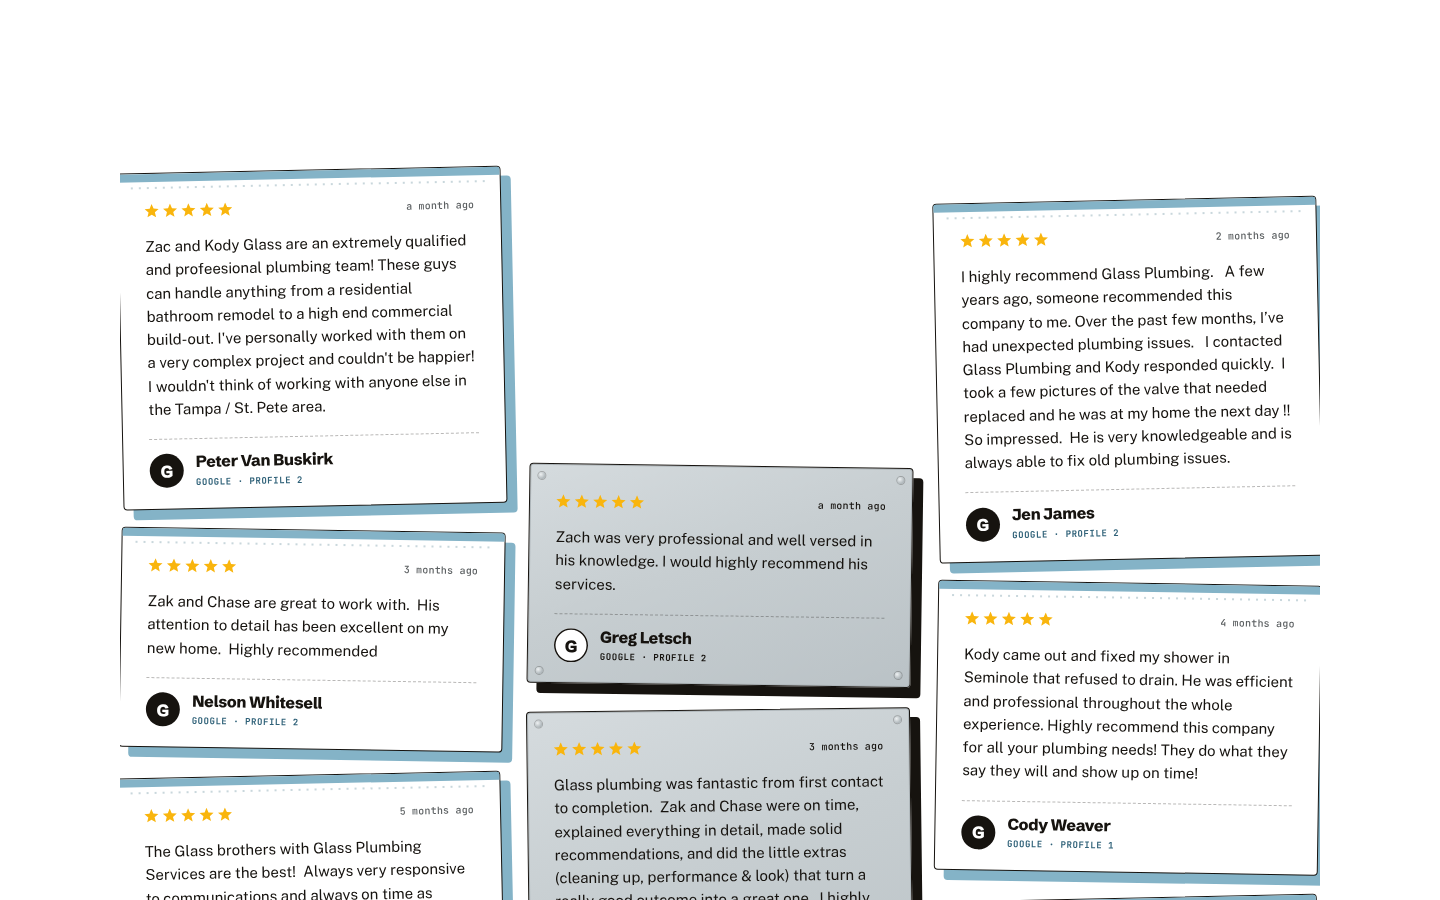 a month ago
Zac and Kody Glass are an extremely qualified
and profeesional plumbing team! These guys
can handle anything from a residential
bathroom remodel to a high end commercial
build-out. I've personally worked with them on
a very complex project and couldn't be happier!
I wouldn't think of working with anyone else in
the Tampa / St. Pete area.
G
Peter Van Buskirk
GOOGLE · PROFILE 2
3 months ago
Zak and Chase are great to work with.  His
attention to detail has been excellent on my
new home.  Highly recommended
G
Nelson Whitesell
GOOGLE · PROFILE 2
5 months ago
The Glass brothers with Glass Plumbing
Services are the best!  Always very responsive
to communications and always on time as
a month ago
Zach was very professional and well versed in
his knowledge. I would highly recommend his
services.
G
Greg Letsch
GOOGLE · PROFILE 2
3 months ago
Glass plumbing was fantastic from first contact
to completion.  Zak and Chase were on time,
explained everything in detail, made solid
recommendations, and did the little extras
(cleaning up, performance & look) that turn a
really good outcome into a great one.  I highly
2 months ago
I highly recommend Glass Plumbing.   A few
years ago, someone recommended this
company to me. Over the past few months, I've
had unexpected plumbing issues.   I contacted
Glass Plumbing and Kody responded quickly.  I
took a few pictures of the valve that needed
replaced and he was at my home the next day !!
So impressed.  He is very knowledgeable and is
always able to fix old plumbing issues.
G
Jen James
GOOGLE · PROFILE 2
4 months ago
Kody came out and fixed my shower in
Seminole that refused to drain. He was efficient
and professional throughout the whole
experience. Highly recommend this company
for all your plumbing needs! They do what they
say they will and show up on time!
G
Cody Weaver
GOOGLE · PROFILE 1